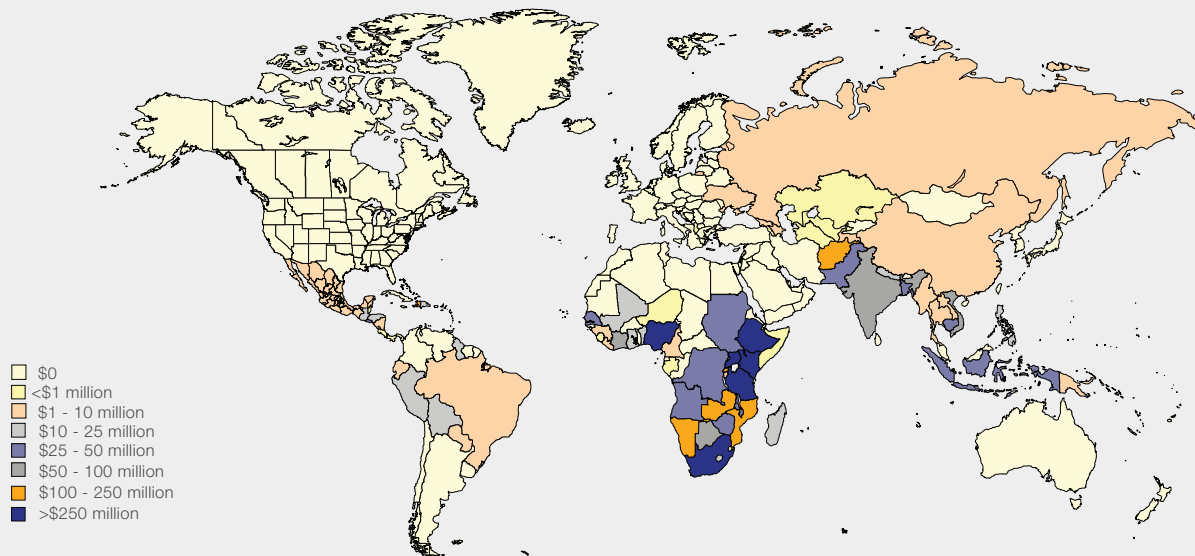 $0
<$1 million
$1 - 10 million
$10 - 25 million
$25 - 50 million
$50 - 100 million
$100 - 250 million
>$250 million